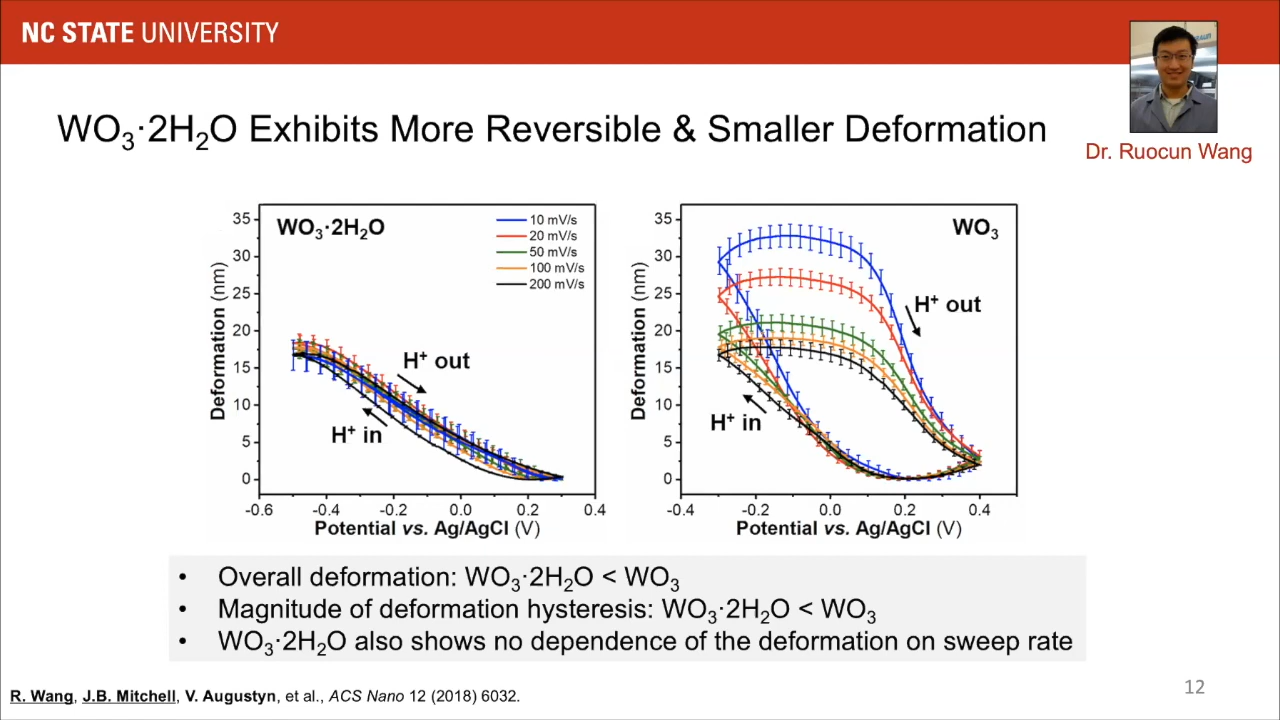 NC STATE UNIVERSITY
WO₃·2H₂O Exhibits More Reversible & Smaller Deformation
Dr. Ruocun Wang
WO₃·2H₂O
10 mV/s
20 mV/s
50 mV/s
100 mV/s
200 mV/s
35
30
25
20
15
10
5
0
Deformation (nm)
H⁺ out
H⁺ in
-0.6 -0.4 -0.2 0.0 0.2 0.4
Potential vs. Ag/AgCl (V)
WO₃
35
30
25
20
15
10
5
0
Deformation (nm)
H⁺ out
H⁺ in
-0.4 -0.2 0.0 0.2 0.4
Potential vs. Ag/AgCl (V)
• Overall deformation: WO₃·2H₂O < WO₃
• Magnitude of deformation hysteresis: WO₃·2H₂O < WO₃
• WO₃·2H₂O also shows no dependence of the deformation on sweep rate
R. Wang, J.B. Mitchell, V. Augustyn, et al., ACS Nano 12 (2018) 6032.
12